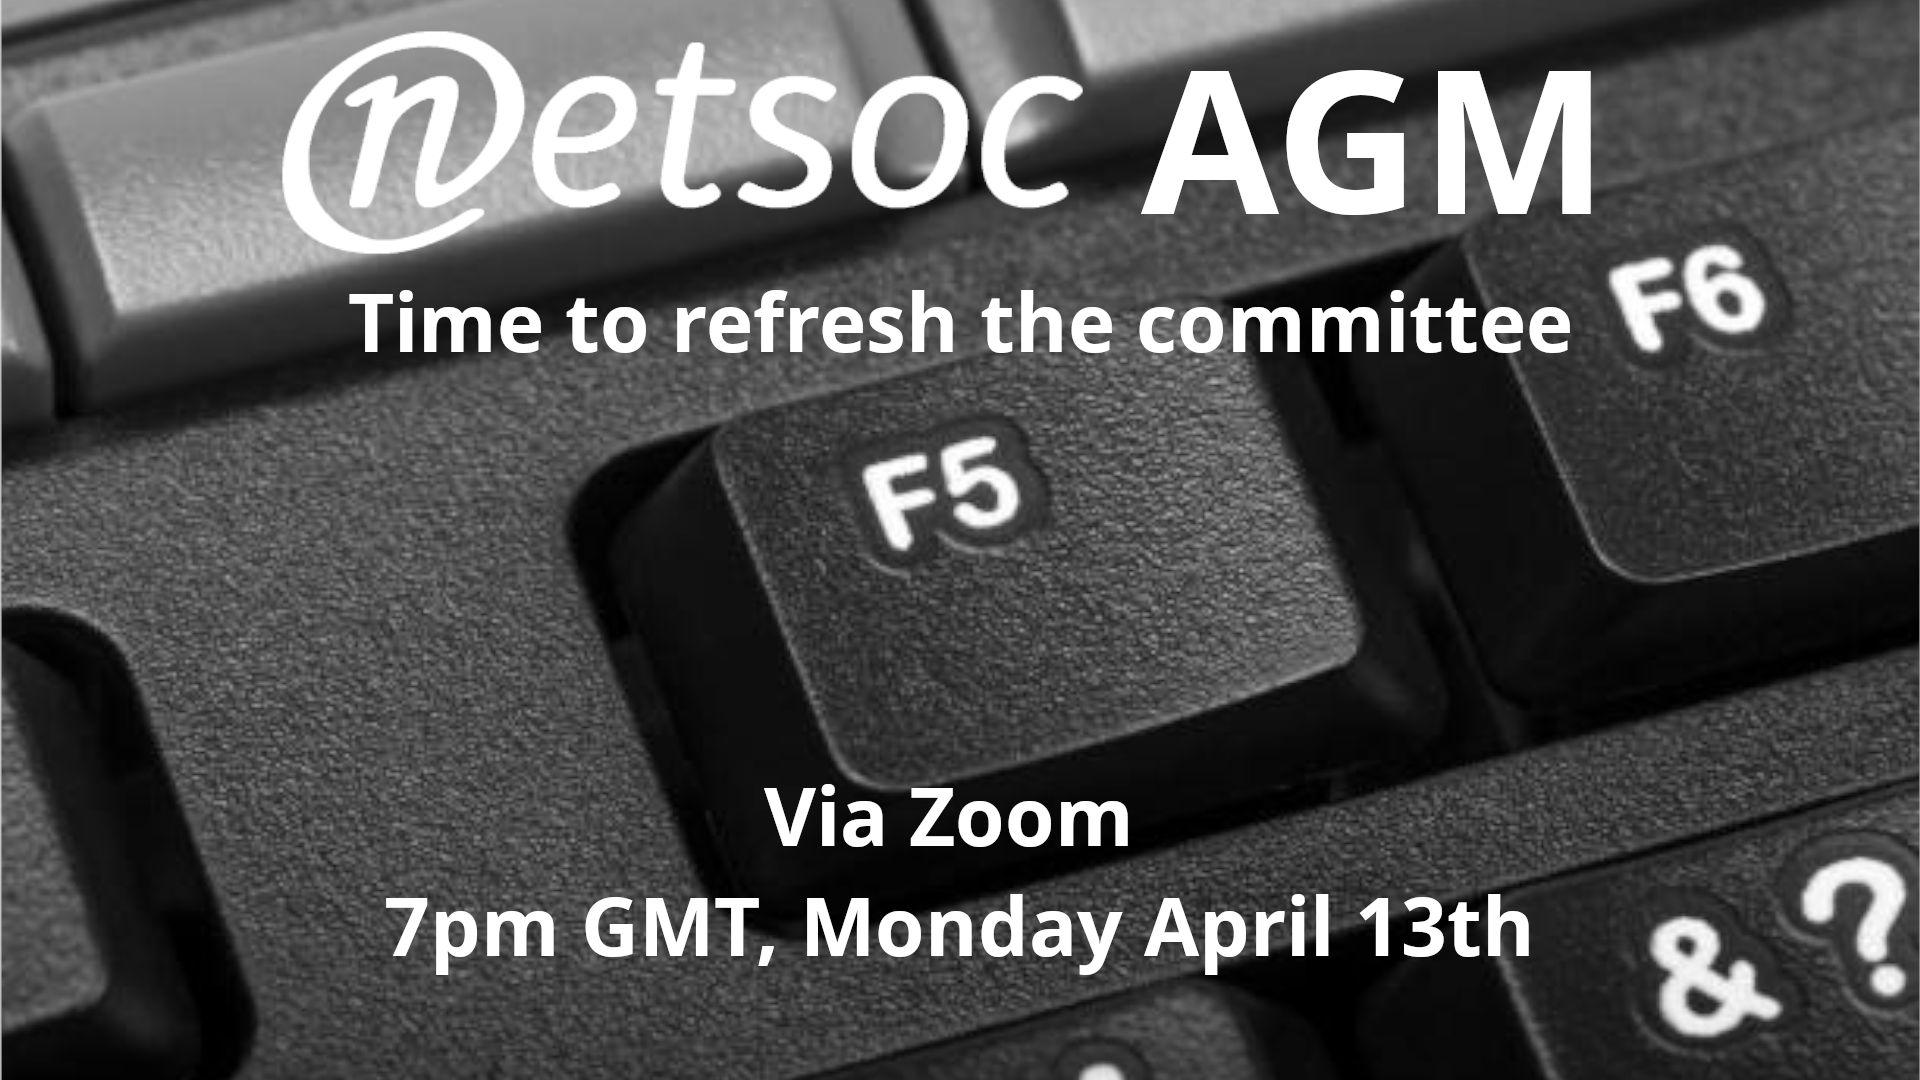 netsoc AGM
Time to refresh the committee
F6
F5
Via Zoom
7pm GMT, Monday April 13th
?
&